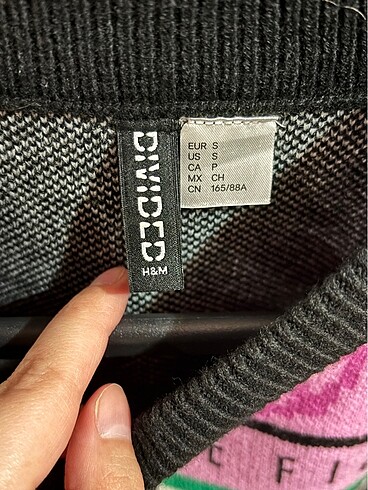 DIVIDED
H&M
EUR S
US S
CA P
MX CH
CN 165/88A
C F I